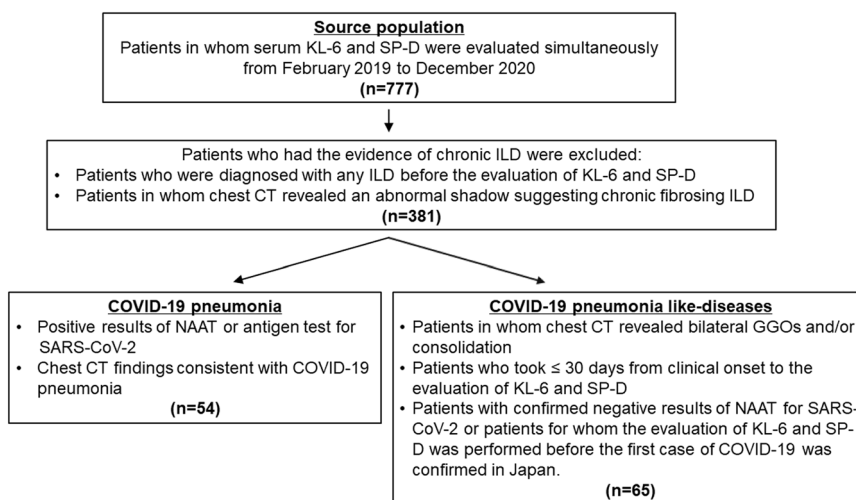 Source population
Patients in whom serum KL-6 and SP-D were evaluated simultaneously
from February 2019 to December 2020
(n=777)
Patients who had the evidence of chronic ILD were excluded:
• Patients who were diagnosed with any ILD before the evaluation of KL-6 and SP-D
• Patients in whom chest CT revealed an abnormal shadow suggesting chronic fibrosing ILD
(n=381)
COVID-19 pneumonia
• Positive results of NAAT or antigen test for
SARS-CoV-2
• Chest CT findings consistent with COVID-19
pneumonia
(n=54)
COVID-19 pneumonia like-diseases
• Patients in whom chest CT revealed bilateral GGOs and/or
consolidation
• Patients who took ≤ 30 days from clinical onset to the
evaluation of KL-6 and SP-D
• Patients with confirmed negative results of NAAT for SARS-
CoV-2 or patients for whom the evaluation of KL-6 and SP-
D was performed before the first case of COVID-19 was
confirmed in Japan.
(n=65)